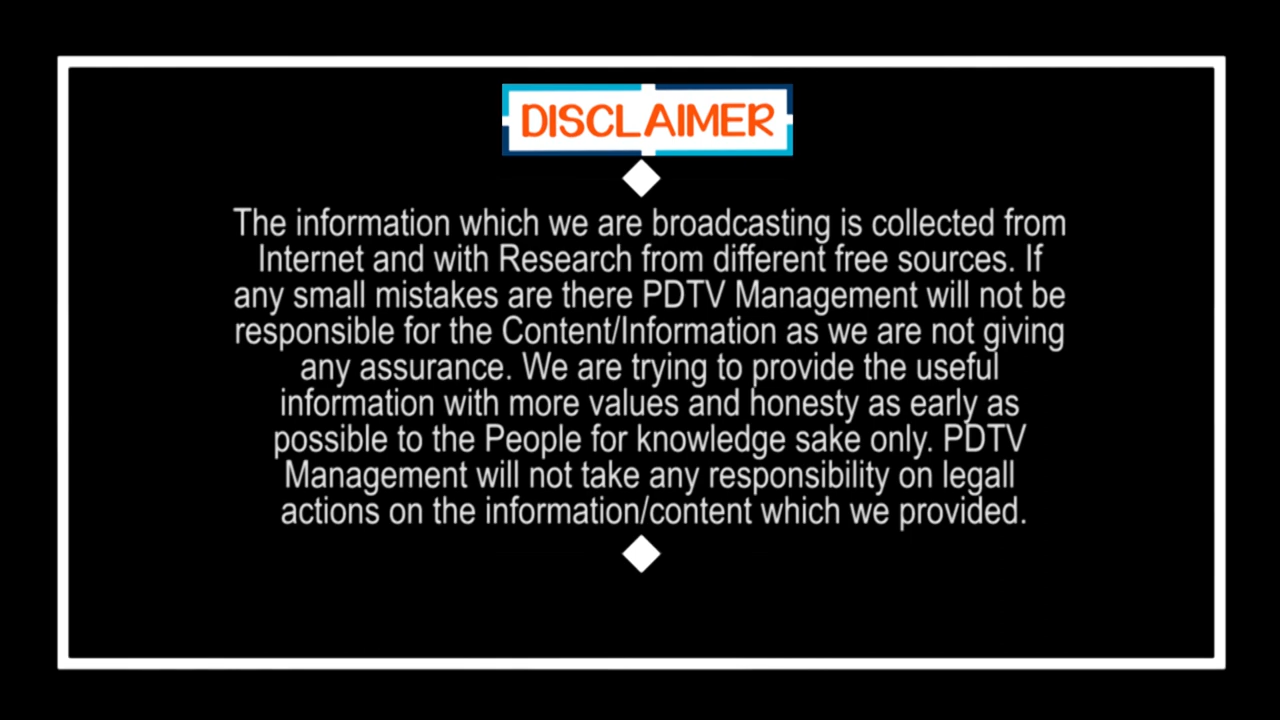 DISCLAIMER
The information which we are broadcasting is collected from
Internet and with Research from different free sources. If
any small mistakes are there PDTV Management will not be
responsible for the Content/Information as we are not giving
any assurance. We are trying to provide the useful
information with more values and honesty as early as
possible to the People for knowledge sake only. PDTV
Management will not take any responsibility on legall
actions on the information/content which we provided.